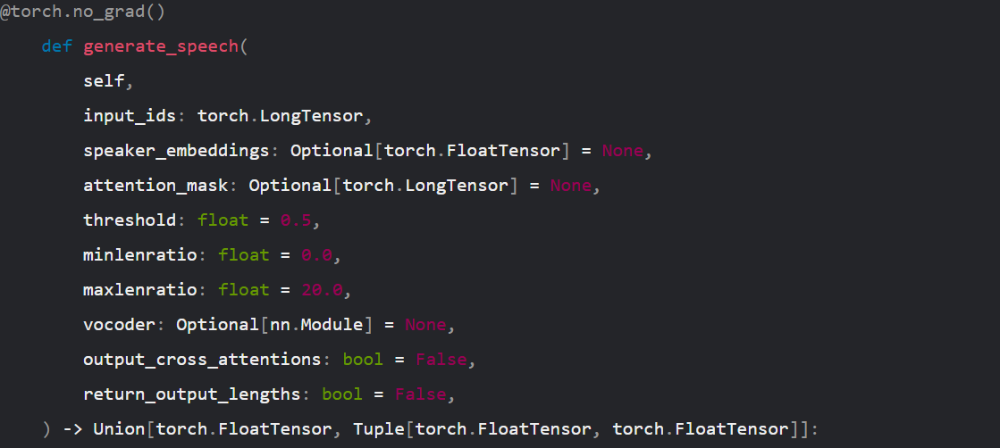 @torch.no_grad()
    def generate_speech(
        self,
        input_ids: torch.LongTensor,
        speaker_embeddings: Optional[torch.FloatTensor] = None,
        attention_mask: Optional[torch.LongTensor] = None,
        threshold: float = 0.5,
        minlenratio: float = 0.0,
        maxlenratio: float = 20.0,
        vocoder: Optional[nn.Module] = None,
        output_cross_attentions: bool = False,
        return_output_lengths: bool = False,
    ) -> Union[torch.FloatTensor, Tuple[torch.FloatTensor, torch.FloatTensor]]: